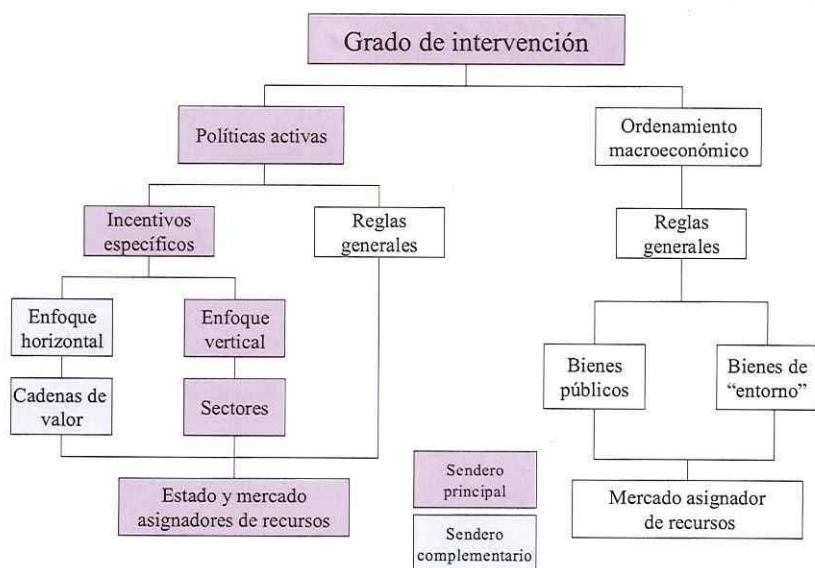 Grado de intervención
Políticas activas
Ordenamiento
macroeconómico
Incentivos
específicos
Reglas
generales
Reglas
generales
Enfoque
horizontal
Enfoque
vertical
Bienes
públicos
Bienes de
“entorno”
Cadenas de
valor
Sectores
Estado y mercado
asignadores de recursos
Sendero
principal
Sendero
complementario
Mercado asignador
de recursos